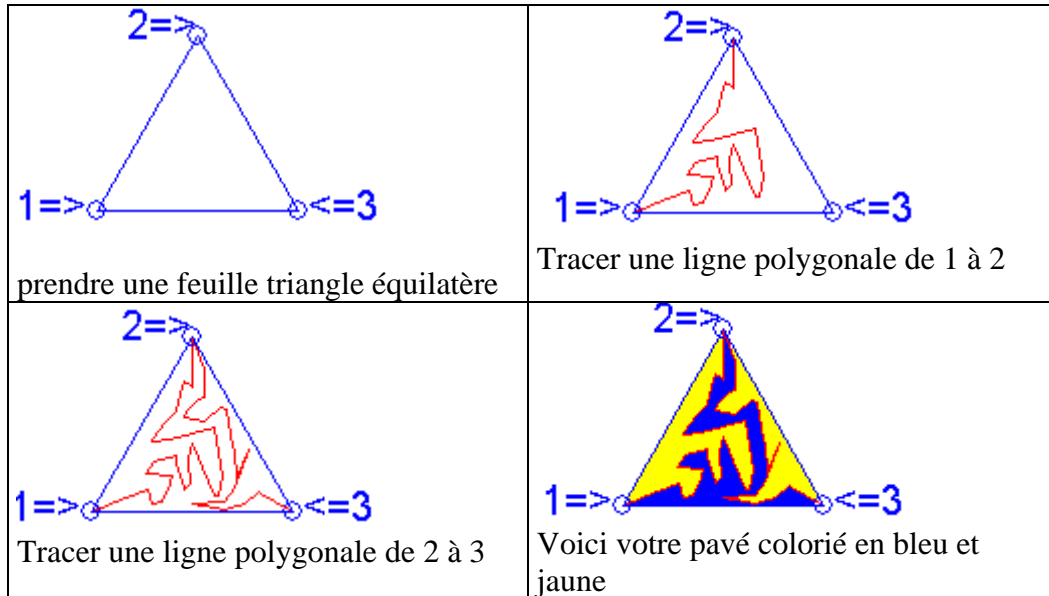 2=>
1=>
<=3
prendre une feuille triangle équilatère
2=>
1=>
<=3
Tracer une ligne polygonale de 1 à 2
2=>
1=>
<=3
Tracer une ligne polygonale de 2 à 3
2=>
1=>
<=3
Voici votre pavé colorié en bleu et
jaune